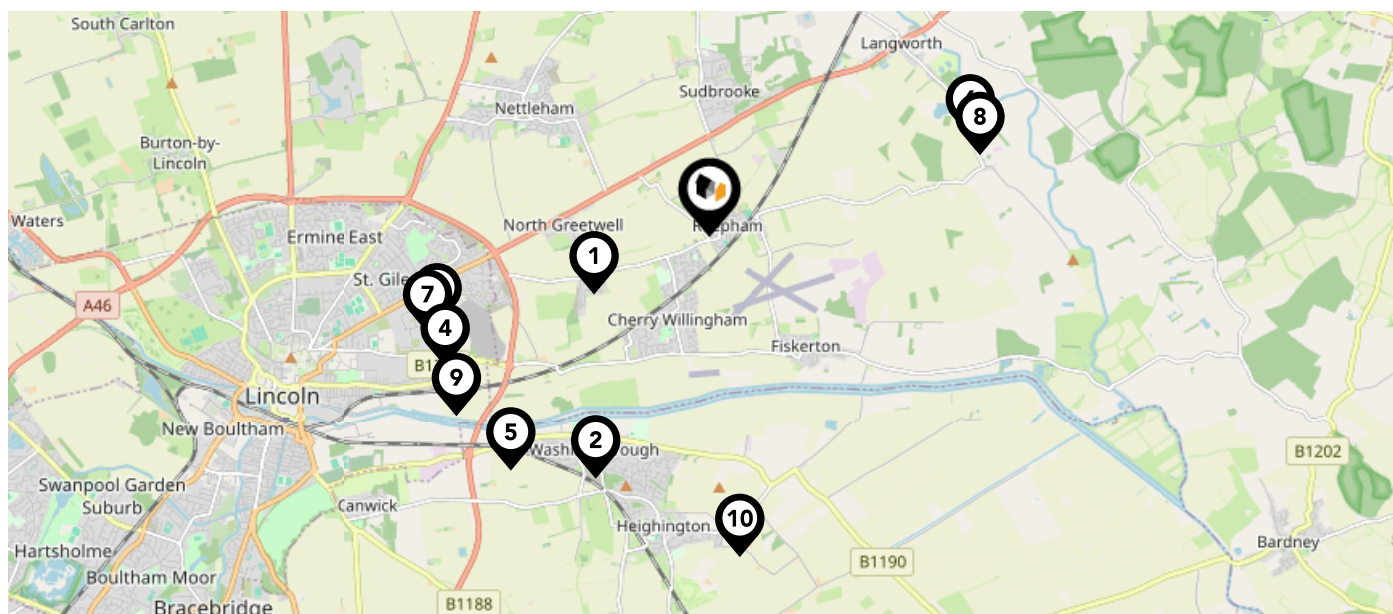 South Carlton
Langworth
Sudbrooke
Nettleham
8
Burton-by-
Lincoln
Waters
North Greetwell
Ermine East
1
St.
7
A46
4
Cherry Willingham
Fiskerton
9
Lincoln
New Boultham
5
2
B1202
Swanpool Garden
Suburb
Canwick
10
Heighington
Hartsholme
Bardney
B1190
Boultham Moor
B1188
Bracebridge